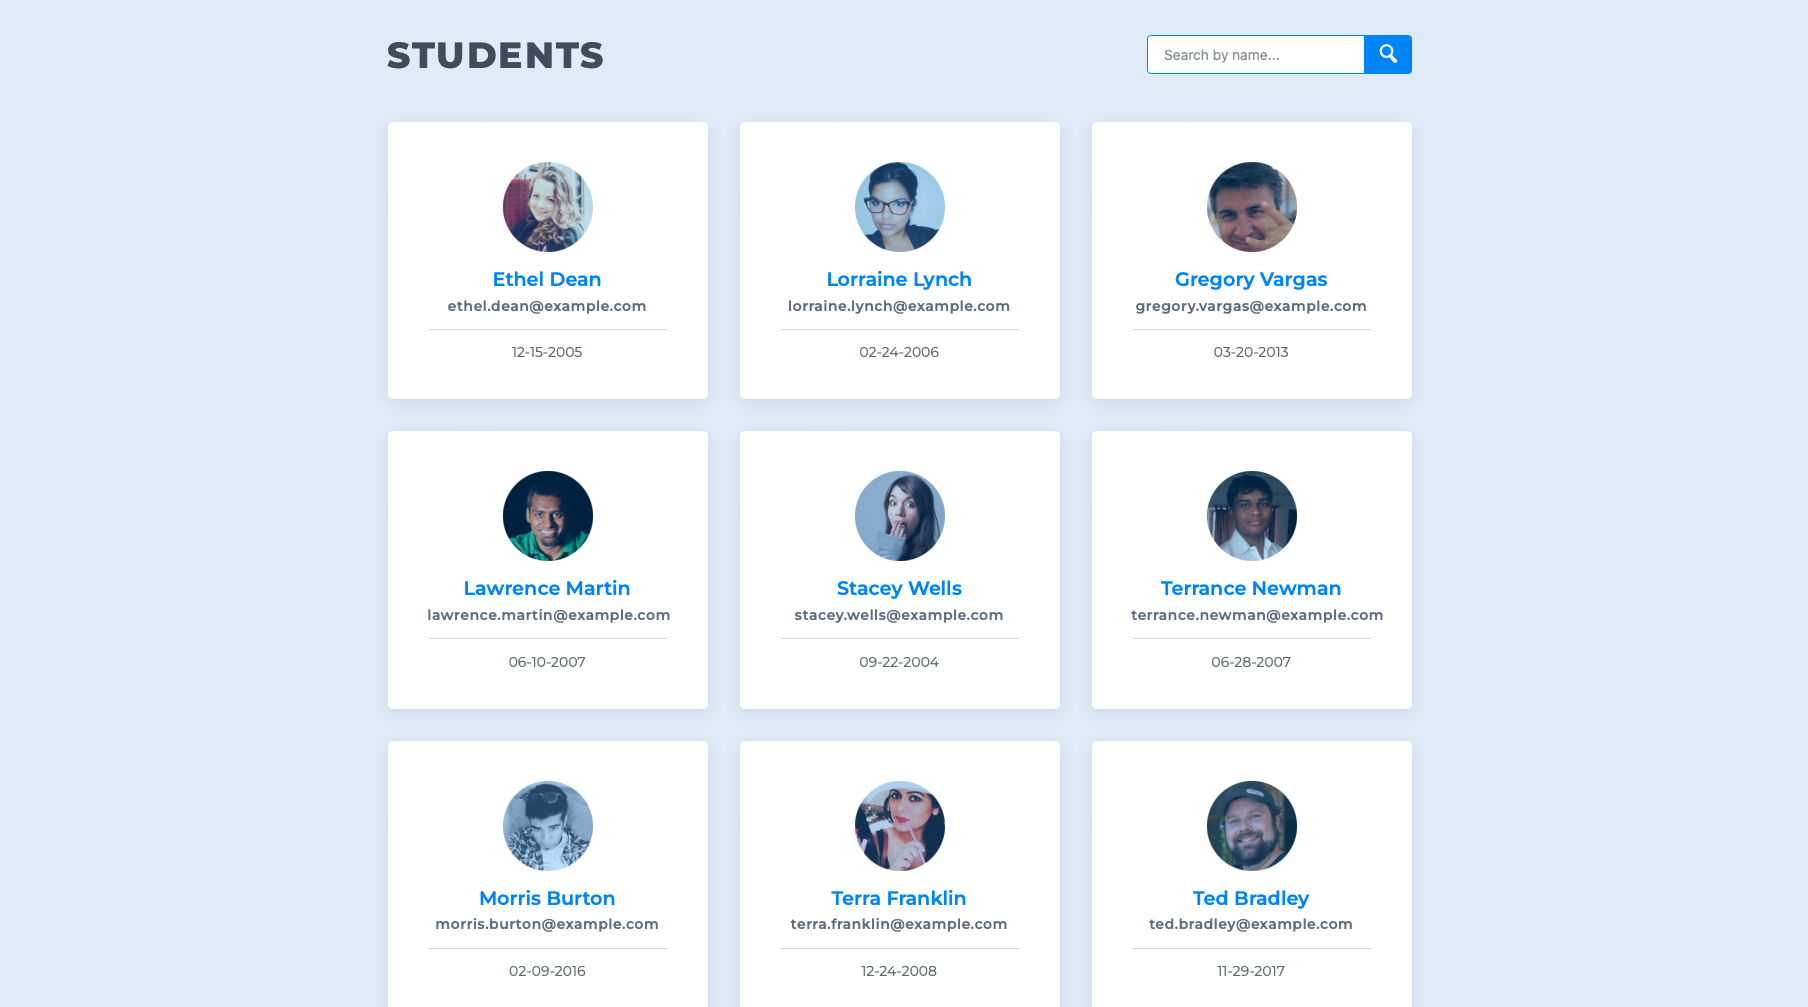 STUDENTS
Search by name...
Ethel Dean
ethel.dean@example.com
12-15-2005
Lorraine Lynch
lorraine.lynch@example.com
02-24-2006
Gregory Vargas
gregory.vargas@example.com
03-20-2013
Lawrence Martin
lawrence.martin@example.com
06-10-2007
Stacey Wells
stacey.wells@example.com
09-22-2004
Terrance Newman
terrance.newman@example.com
06-28-2007
Morris Burton
morris.burton@example.com
02-09-2016
Terra Franklin
terra.franklin@example.com
12-24-2008
Ted Bradley
ted.bradley@example.com
11-29-2017